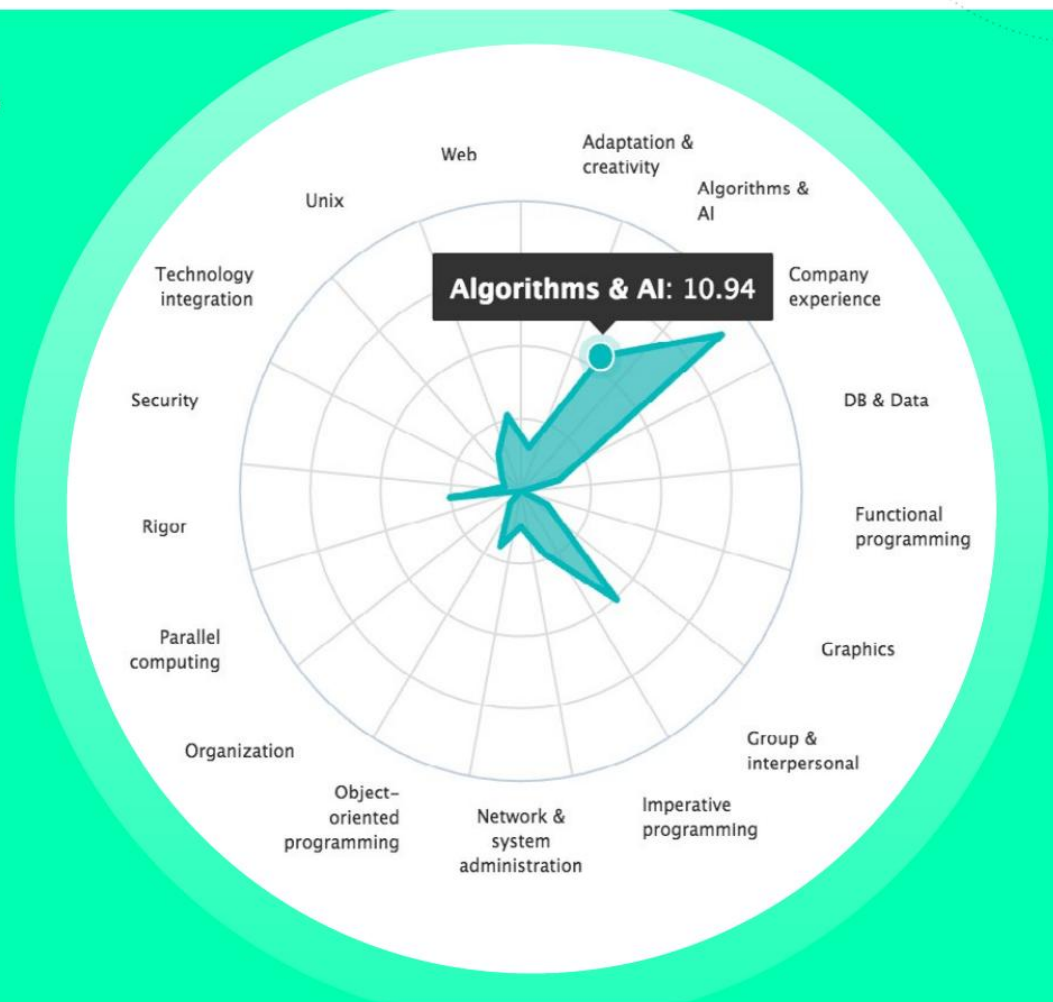 Web
Adaptation &
creativity
Algorithms &
AI
Unix
Technology
integration
Algorithms & AI: 10.94
Company
experience
Security
DB & Data
Rigor
Functional
programming
Parallel
computing
Graphics
Organization
Group &
interpersonal
Object-
oriented
programming
Network &
system
administration
Imperative
programming